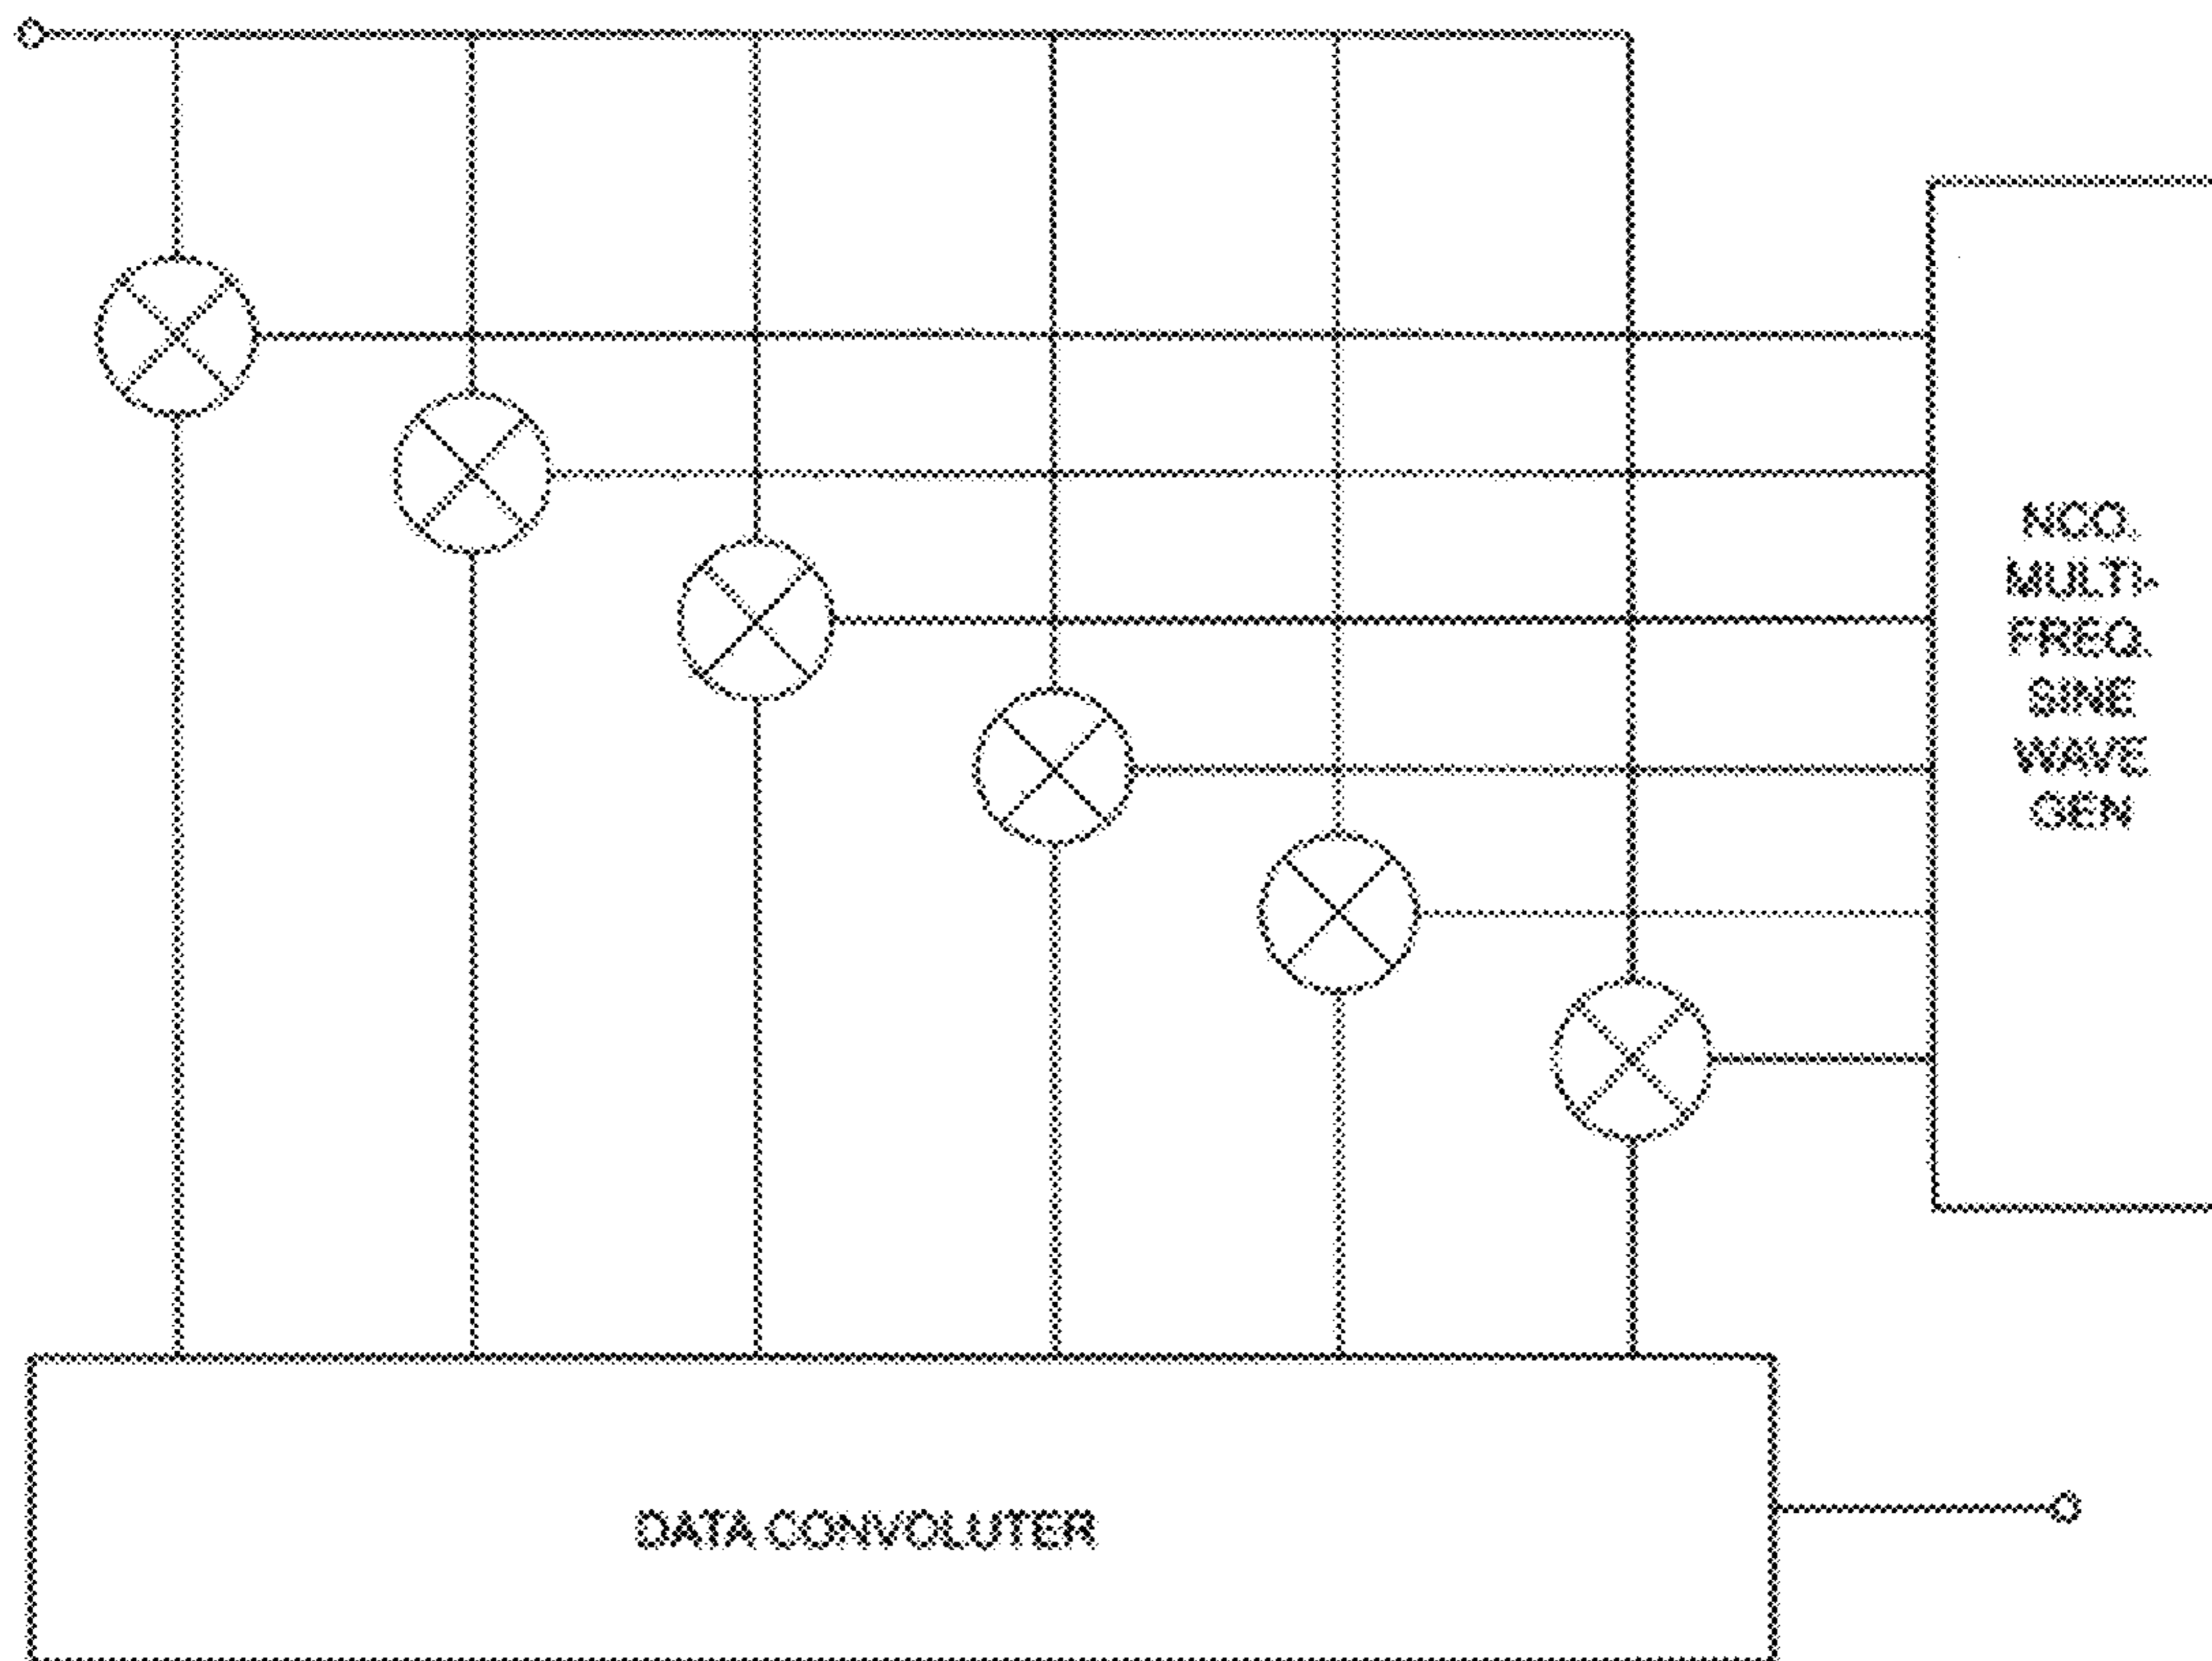 NCO.
MULTI-
FREQ.
SINE
WAVE
GEN
DATA CONVOLUTER